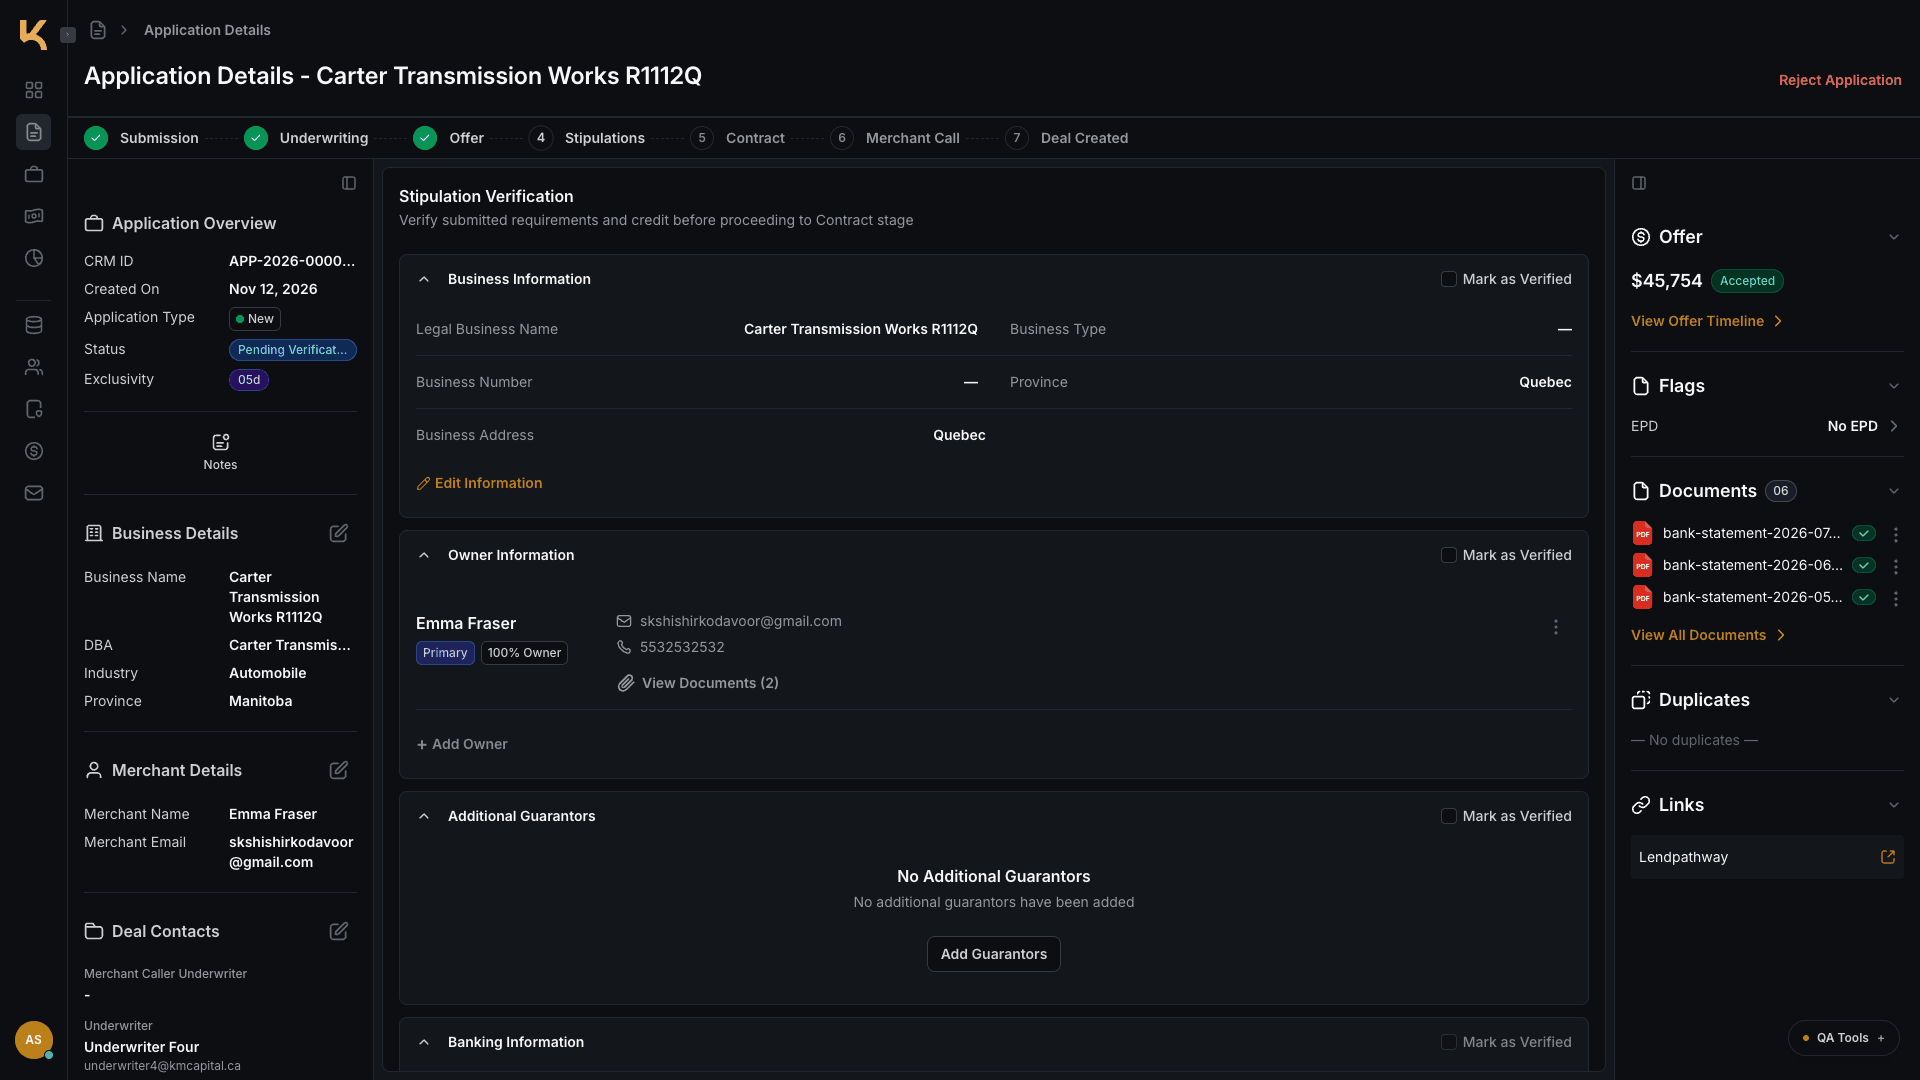 Application Details
Application Details - Carter Transmission Works R1112Q
Reject Application
Submission
Underwriting
Offer
4 Stipulations
5 Contract
6 Merchant Call
7 Deal Created
Application Overview
CRM ID APP-2026-0000...
Created On Nov 12, 2026
Application Type New
Status Pending Verificat...
Exclusivity 05d
Notes
Business Details
Business Name Carter
Transmission
Works R1112Q
DBA Carter Transmis...
Industry Automobile
Province Manitoba
Merchant Details
Merchant Name Emma Fraser
Merchant Email skshishirkodavoor
@gmail.com
Deal Contacts
Merchant Caller Underwriter
-
Underwriter
Underwriter Four
underwriter4@kmcapital.ca
AS
Stipulation Verification
Verify submitted requirements and credit before proceeding to Contract stage
Business Information Mark as Verified
Legal Business Name Carter Transmission Works R1112Q Business Type —
Business Number — Province Quebec
Business Address Quebec
Edit Information
Owner Information Mark as Verified
Emma Fraser
Primary 100% Owner
skshishirkodavoor@gmail.com
5532532532
View Documents (2)
+ Add Owner
Additional Guarantors Mark as Verified
No Additional Guarantors
No additional guarantors have been added
Add Guarantors
Banking Information Mark as Verified
Offer
$45,754 Accepted
View Offer Timeline
Flags
EPD No EPD
Documents 06
PDF bank-statement-2026-07...
PDF bank-statement-2026-06...
PDF bank-statement-2026-05...
View All Documents
Duplicates
— No duplicates —
Links
Lendpathway
QA Tools +